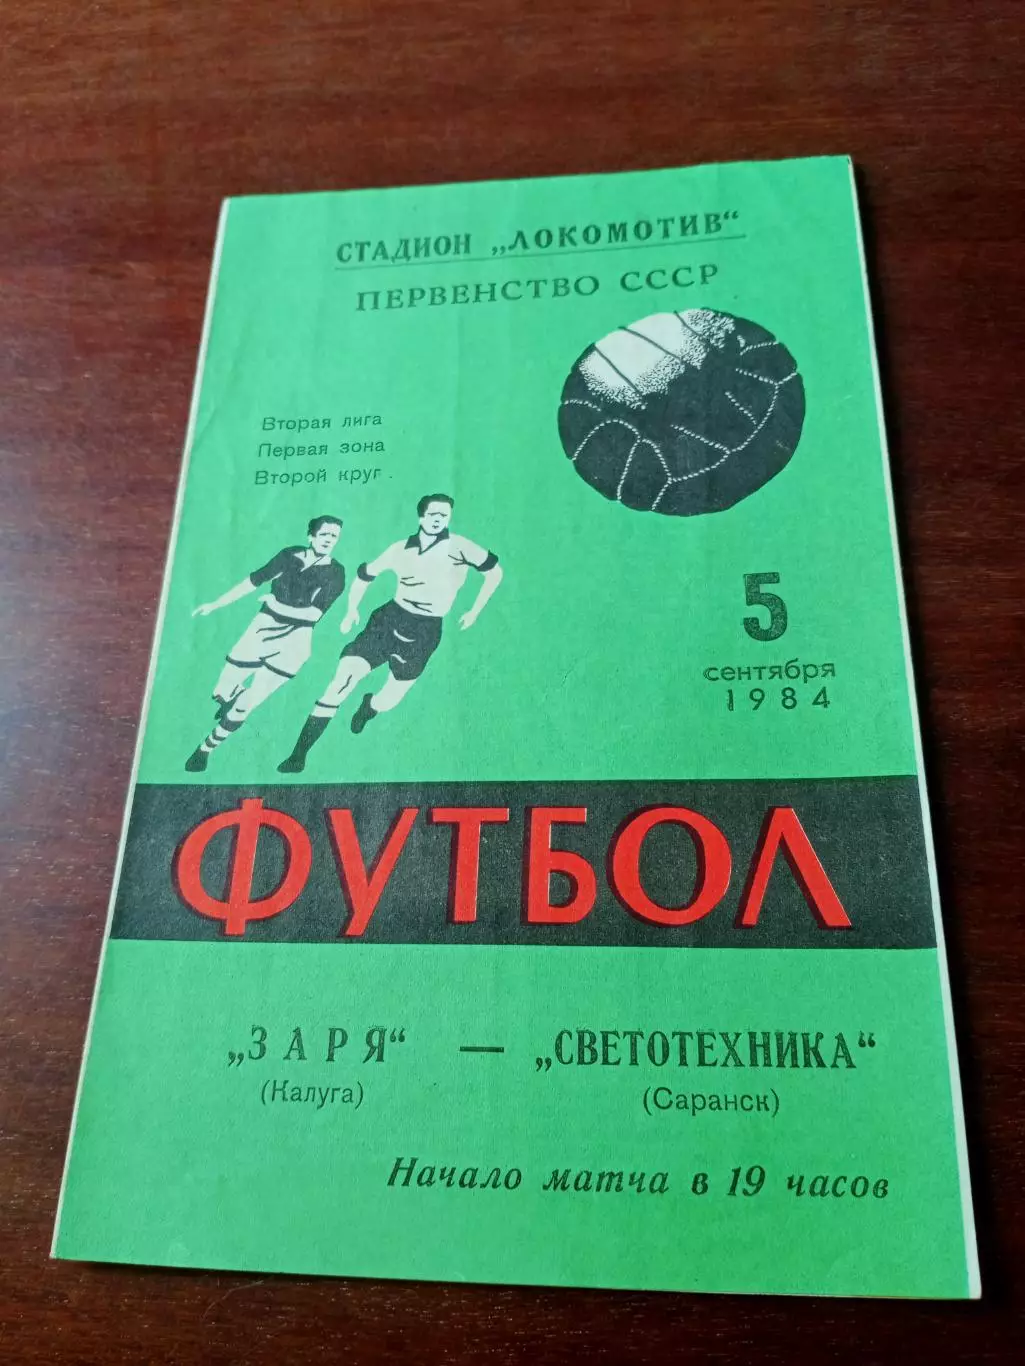 СТАДИОН „ЛОКОМОТИВ“
ПЕРВЕНСТВО СССР
Вторая лига
Первая зона
Второй круг.
5
сентября
1984
ФУТБОЛ
„ЗАРЯ“ — „СВЕТОТЕХНИКА“
(Калуга) (Саранск)
Начало матча в 19 часов